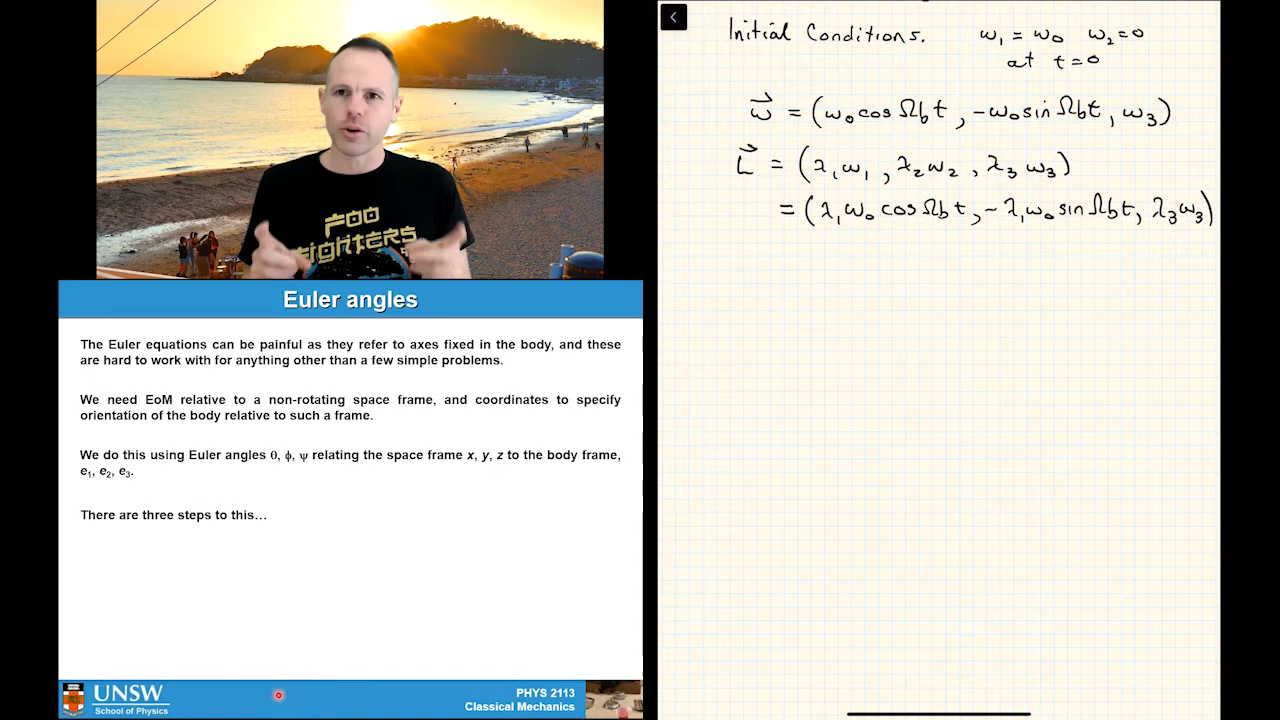 FOO
fighters
Euler angles
The Euler equations can be painful as they refer to axes fixed in the body, and these
are hard to work with for anything other than a few simple problems.
We need EoM relative to a non-rotating space frame, and coordinates to specify
orientation of the body relative to such a frame.
We do this using Euler angles θ, ϕ, ψ relating the space frame x, y, z to the body frame,
e₁, e₂, e₃.
There are three steps to this…
UNSW
School of Physics
PHYS 2113
Classical Mechanics
Initial Conditions. ω₁ = ω₀ ω₂ = 0
at t = 0
ω⃗ = (ω₀ cos Ωbt, -ω₀ sin Ωbt, ω₃)
L⃗ = (λ₁ω₁, λ₂ω₂, λ₃ω₃)
= (λ₁ω₀ cos Ωbt, -λ₁ω₀ sin Ωbt, λ₃ω₃)